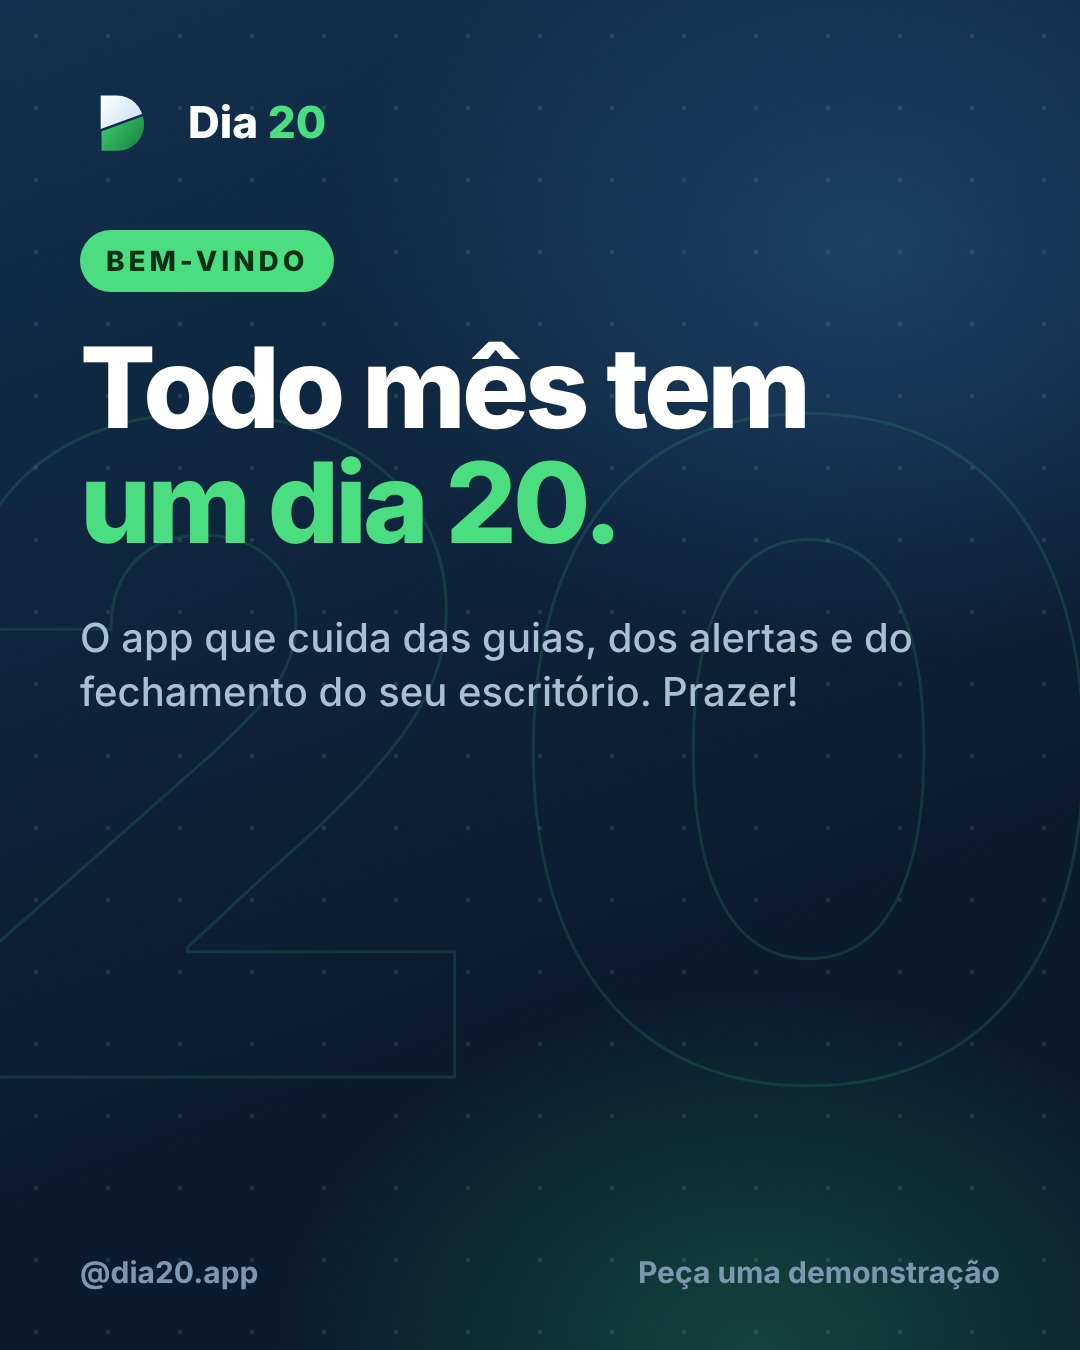 Dia 20
BEM-VINDO
Todo mês tem
um dia 20.
O app que cuida das guias, dos alertas e do
fechamento do seu escritório. Prazer!
20
@dia20.app
Peça uma demonstração